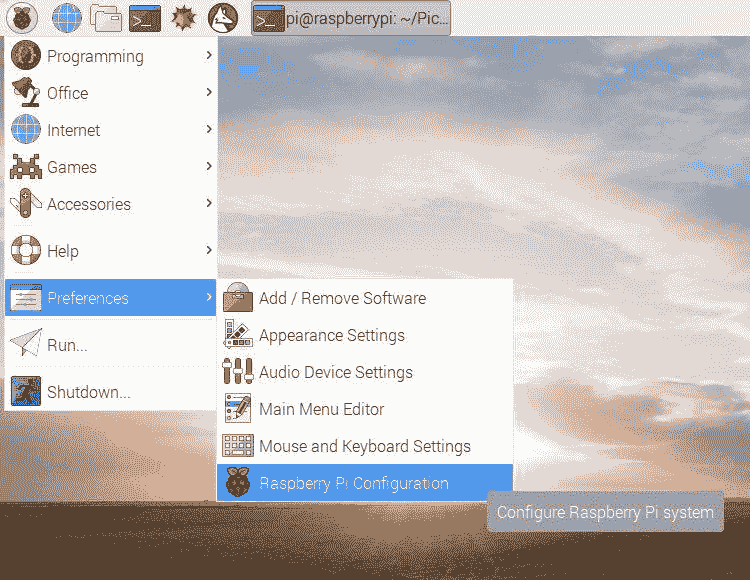 pi@raspberrypi: ~/Pic...
Programming
Office
Internet
Games
Accessories
Help
Preferences
Run...
Shutdown...
Add / Remove Software
Appearance Settings
Audio Device Settings
Main Menu Editor
Mouse and Keyboard Settings
Raspberry Pi Configuration
Configure Raspberry Pi system